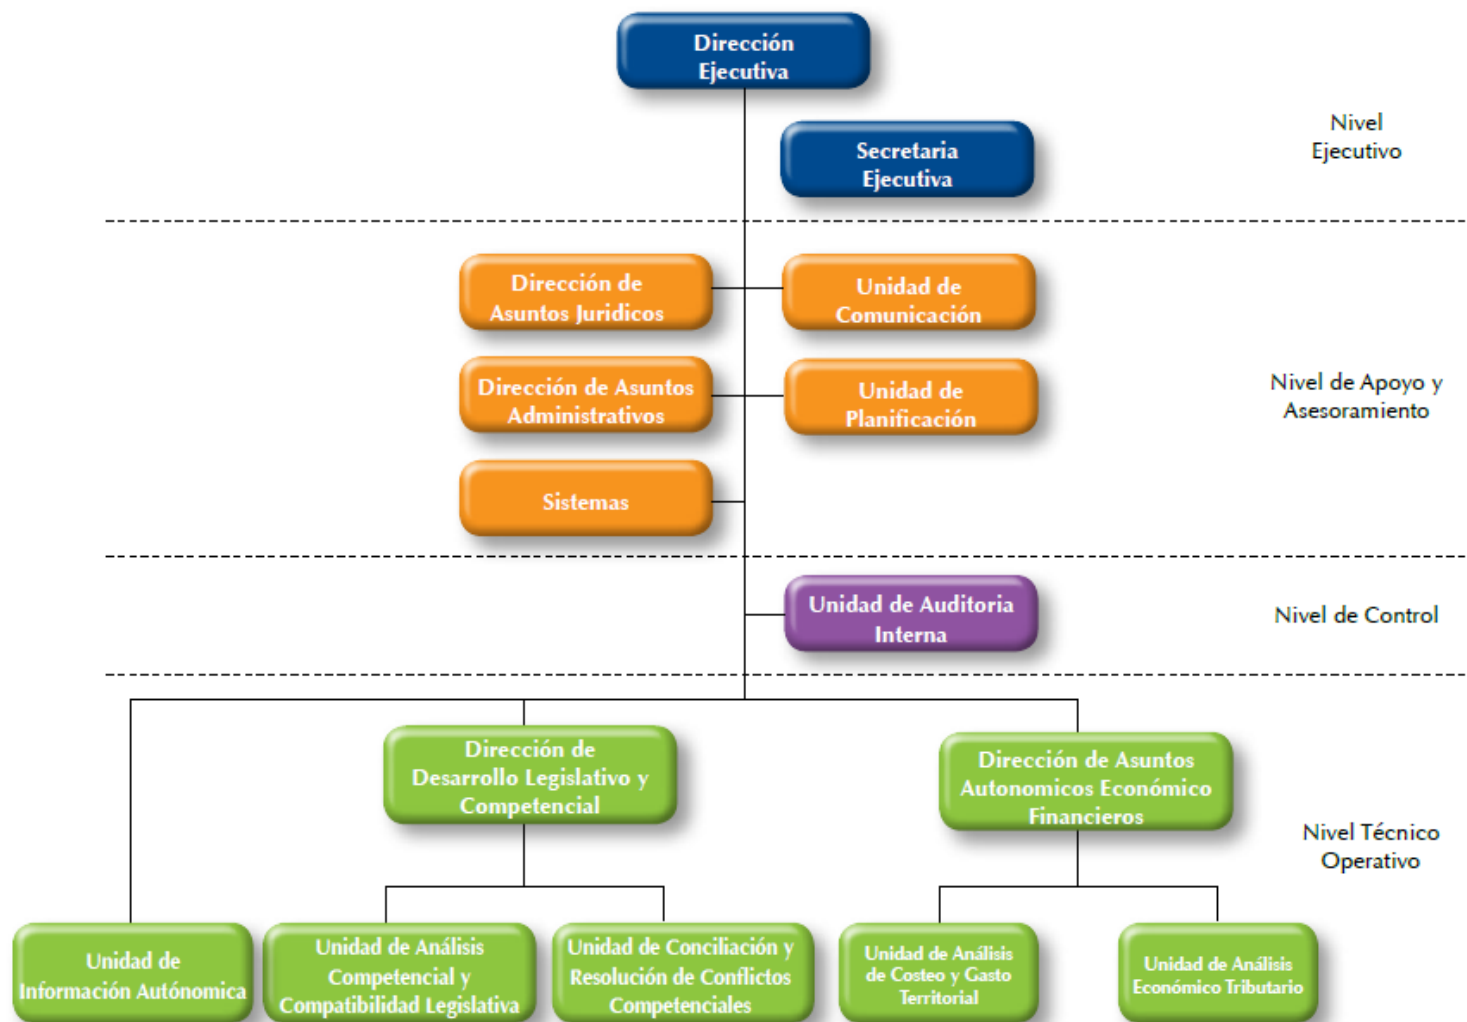 Dirección
Ejecutiva
Secretaria
Ejecutiva
Nivel
Ejecutivo
Dirección de
Asuntos Juridicos
Unidad de
Comunicación
Dirección de Asuntos
Administrativos
Unidad de
Planificación
Nivel de Apoyo y
Asesoramiento
Sistemas
Unidad de Auditoria
Interna
Nivel de Control
Dirección de
Desarrollo Legislativo y
Competencial
Dirección de Asuntos
Autonomicos Económico
Financieros
Nivel Técnico
Operativo
Unidad de
Información Autónomica
Unidad de Análisis
Competencial y
Compatibilidad Legislativa
Unidad de Conciliación y
Resolución de Conflictos
Competenciales
Unidad de Análisis
de Costeo y Gasto
Territorial
Unidad de Análisis
Económico Tributario